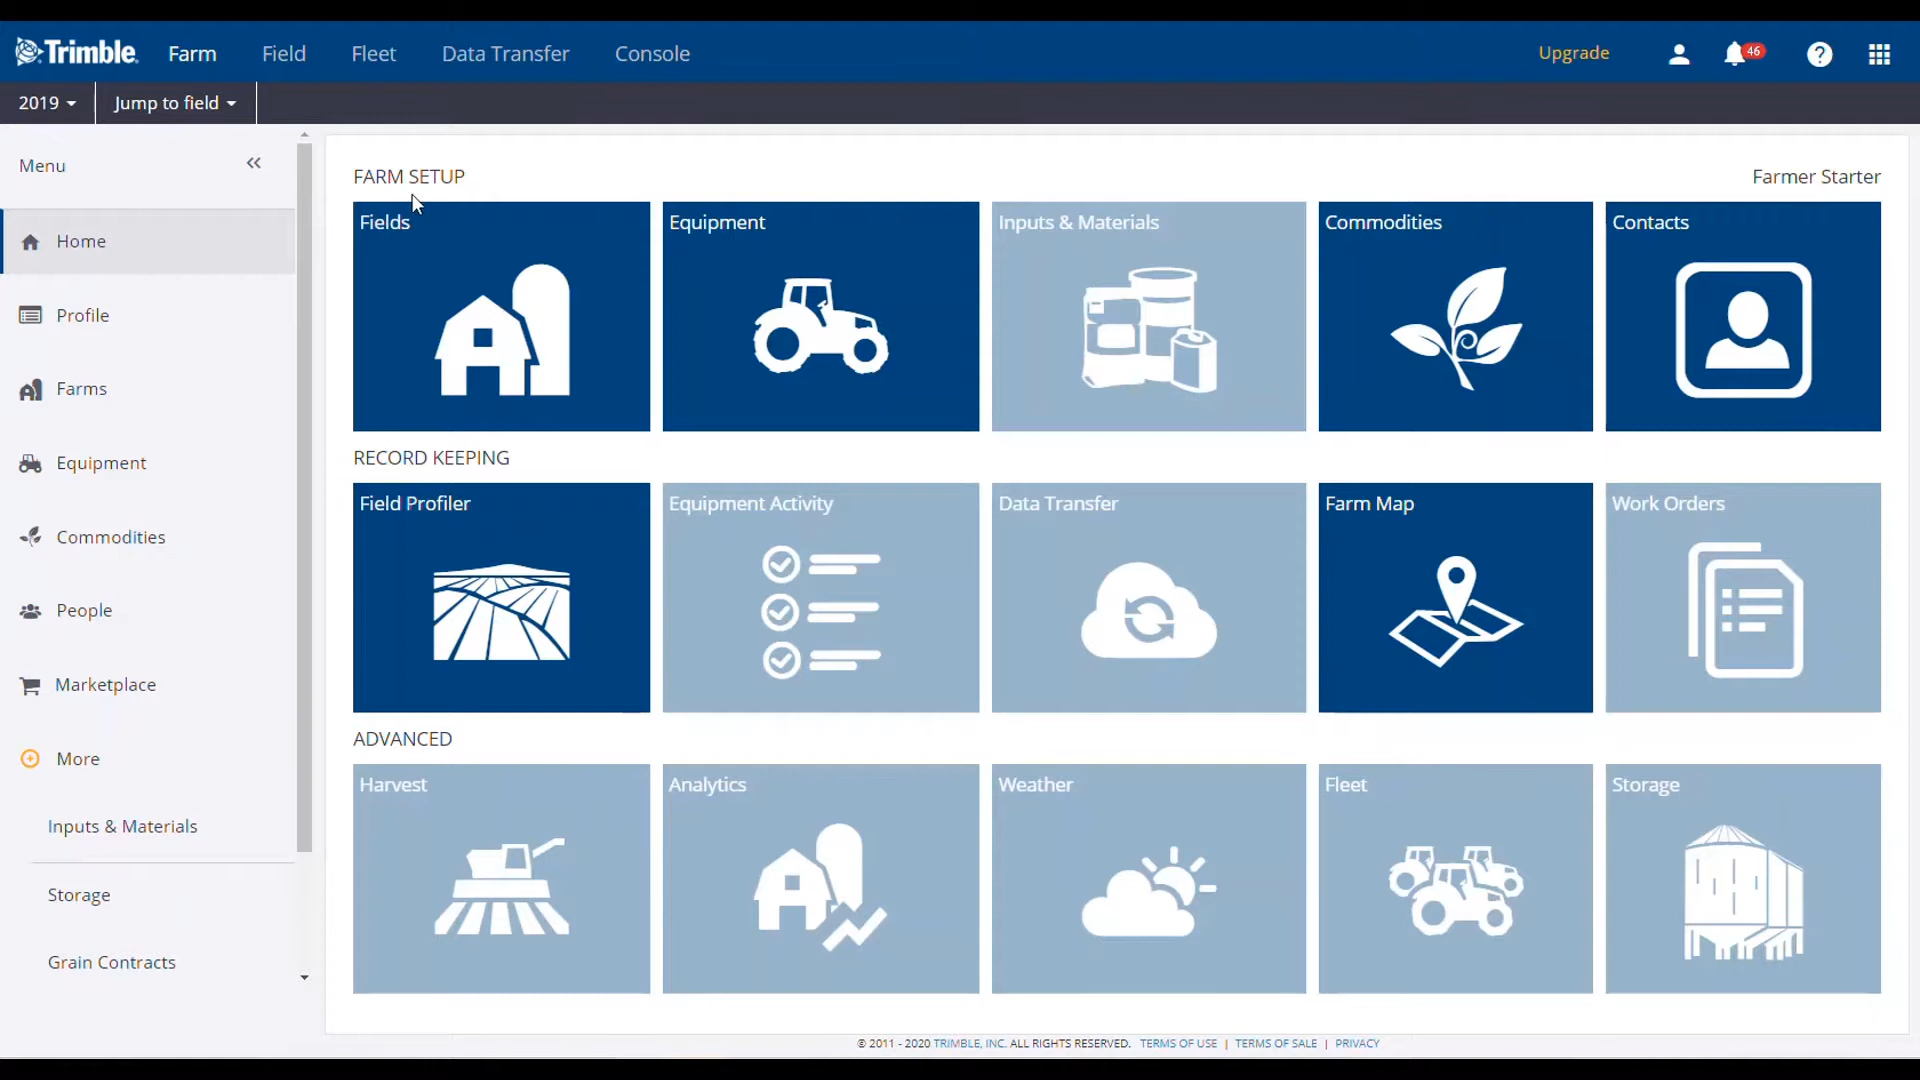 Trimble. Farm Field Fleet Data Transfer Console Upgrade 46 ?
2019 Jump to field
Menu
Home
Profile
Farms
Equipment
Commodities
People
Marketplace
More
Inputs & Materials
Storage
Grain Contracts
FARM SETUP Farmer Starter
Fields Equipment Inputs & Materials Commodities Contacts
RECORD KEEPING
Field Profiler Equipment Activity Data Transfer Farm Map Work Orders
ADVANCED
Harvest Analytics Weather Fleet Storage
© 2011 - 2020 TRIMBLE, INC. ALL RIGHTS RESERVED. TERMS OF USE | TERMS OF SALE | PRIVACY